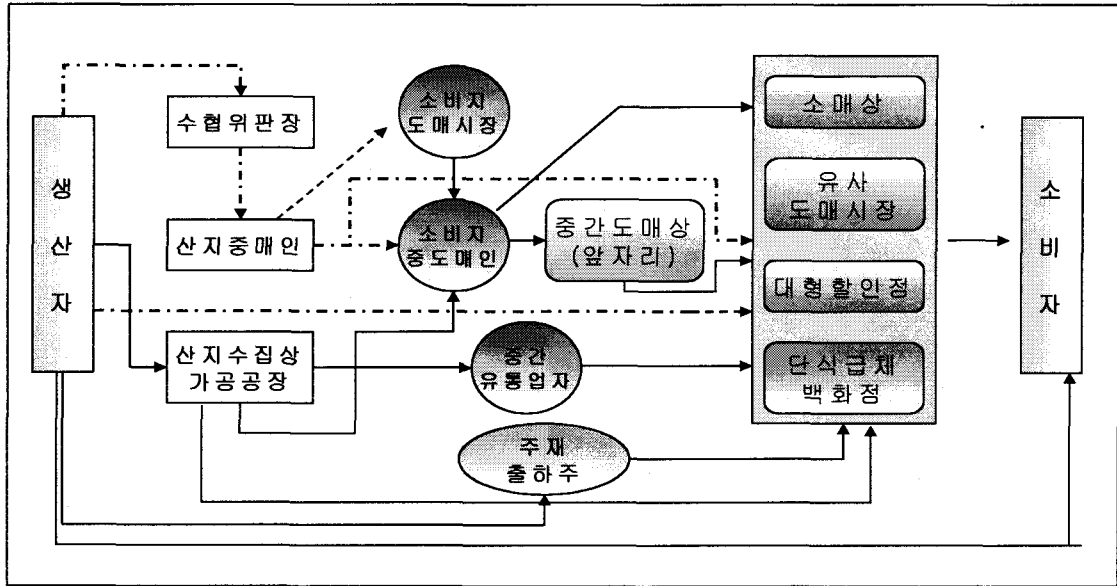 생산자
수협위판장
산지중매인
산지수집상
가공공장
소비지
도매시장
소비지
중도매인
중간도매상
(앞자리)
중간
유통업자
주재
출하주
소매상
유사
도매시장
대형할인점
단식급체
백화점
소비자